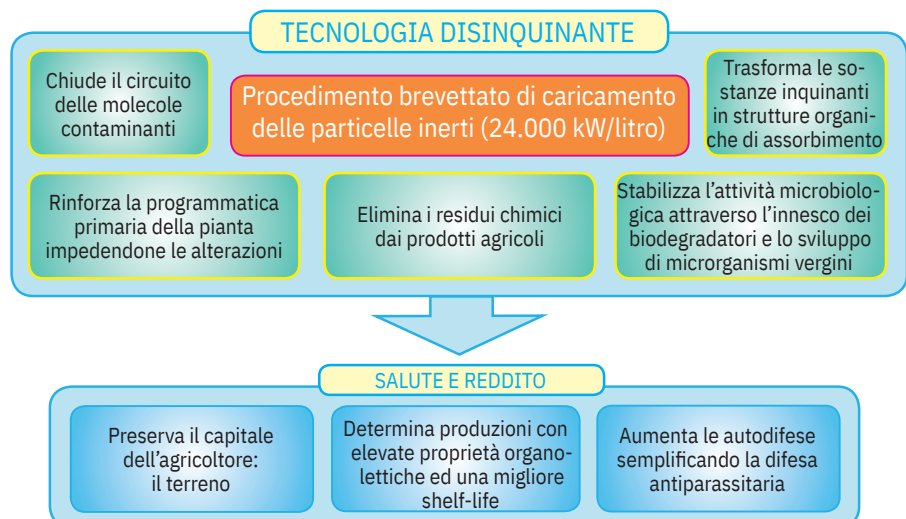 TECNOLOGIA DISINQUINANTE
Chiude il circuito
delle molecole
contaminanti
Procedimento brevettato di caricamento
delle particelle inerti (24.000 kW/litro)
Trasforma le so-
stanze inquinanti
in strutture organi-
che di assorbimento
Rinforza la programmatica
primaria della pianta
impedendone le alterazioni
Elimina i residui chimici
dai prodotti agricoli
Stabilizza l’attività microbiolo-
gica attraverso l’innesco dei
biodegradatori e lo sviluppo
di microrganismi vergini
SALUTE E REDDITO
Preserva il capitale
dell’agricoltore:
il terreno
Determina produzioni con
elevate proprietà organo-
lettiche ed una migliore
shelf-life
Aumenta le autodifese
semplificando la difesa
antiparassitaria